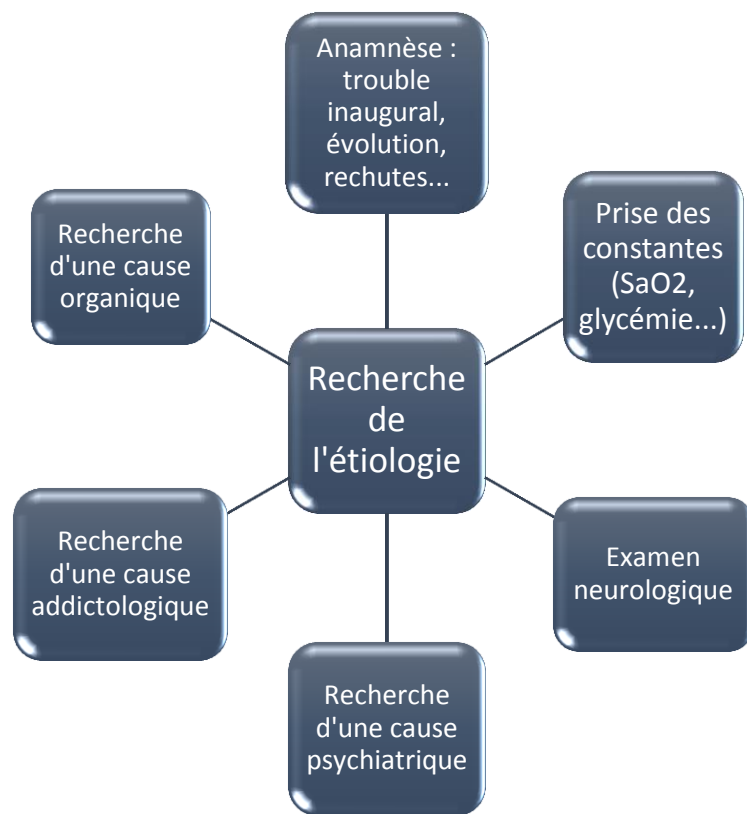 Anamnèse :
trouble
inaugural,
évolution,
rechutes...
Prise des
constantes
(SaO2,
glycémie...)
Examen
neurologique
Recherche
d'une cause
psychiatrique
Recherche
d'une cause
addictologique
Recherche
d'une cause
organique
Recherche
de
l'étiologie